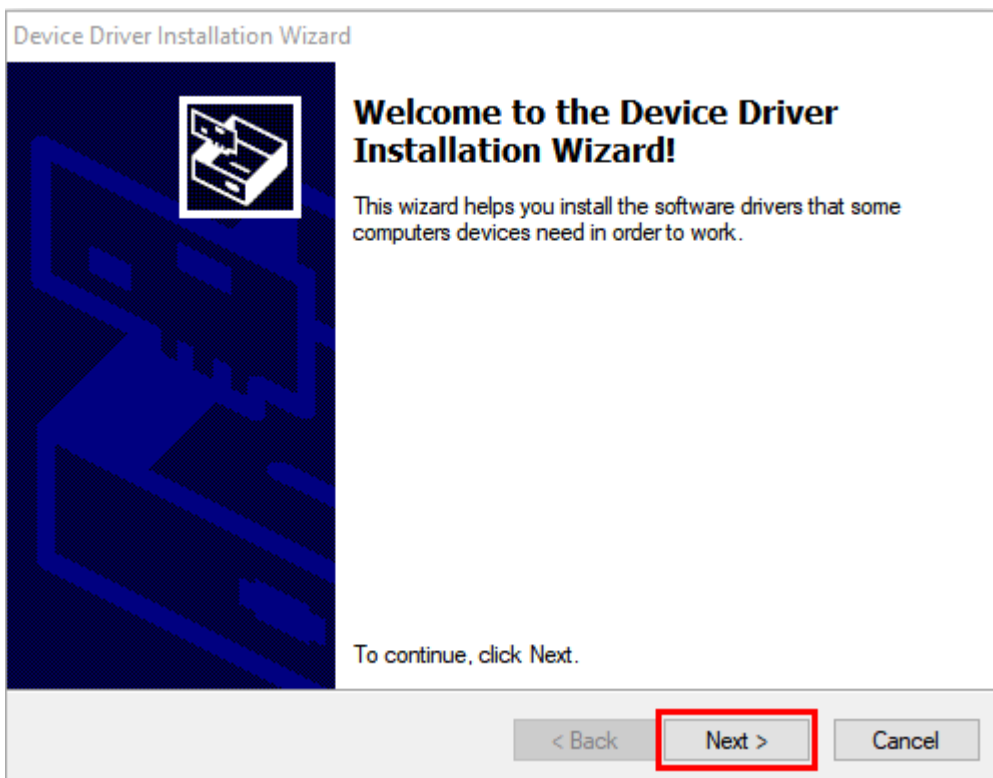 Device Driver Installation Wizard
Welcome to the Device Driver
Installation Wizard!
This wizard helps you install the software drivers that some
computers devices need in order to work.
To continue, click Next.
< Back
Next >
Cancel